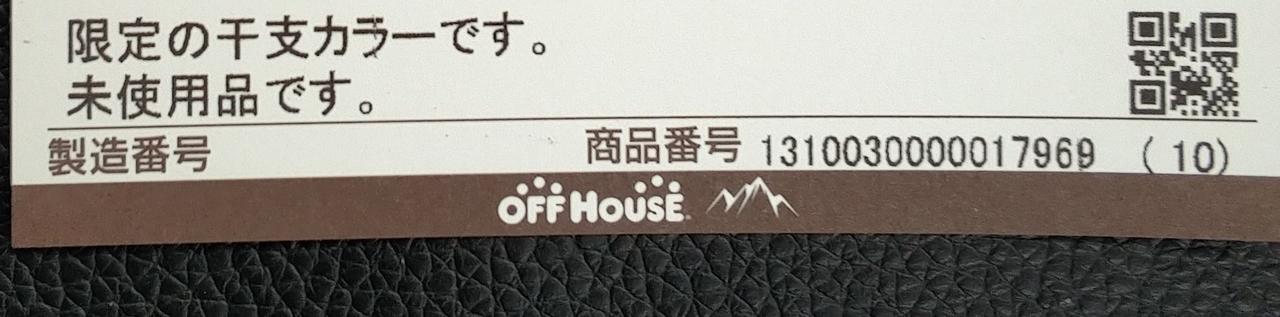 限定の干支カラーです。
未使用品です。
製造番号 商品番号 1310030000017969 (10)
OFF HOUSE